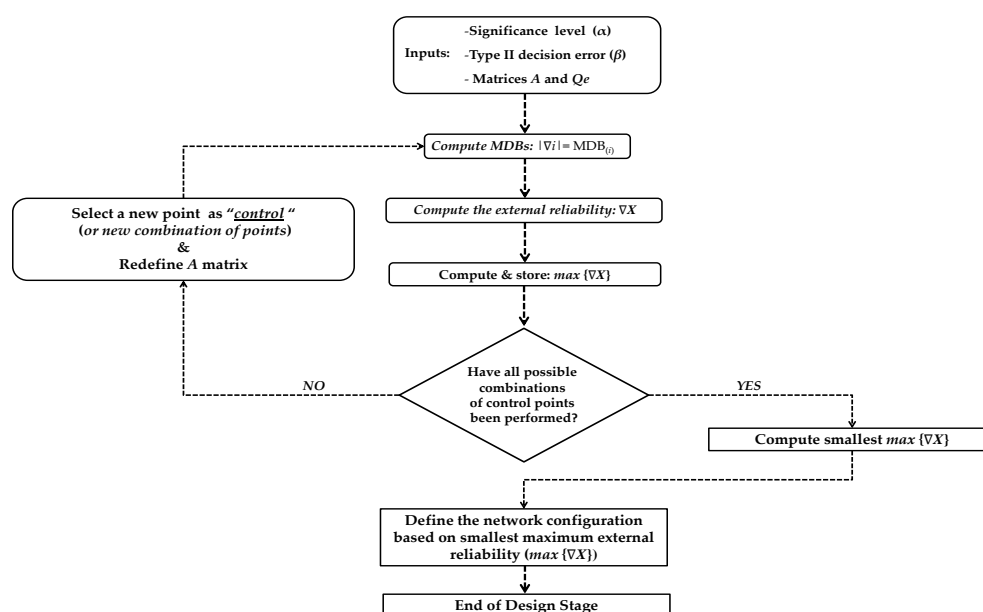 -Significance level (α)
Inputs: -Type II decision error (β)
- Matrices A and Qe
Compute MDBs: |∇i|= MDB(i)
Select a new point as "control "
(or new combination of points)
&
Redefine A matrix
Compute the external reliability: ∇X
Compute & store: max {∇X}
Have all possible
combinations
of control points
been performed?
NO
YES
Compute smallest max {∇X}
Define the network configuration
based on smallest maximum external
reliability (max {∇X})
End of Design Stage